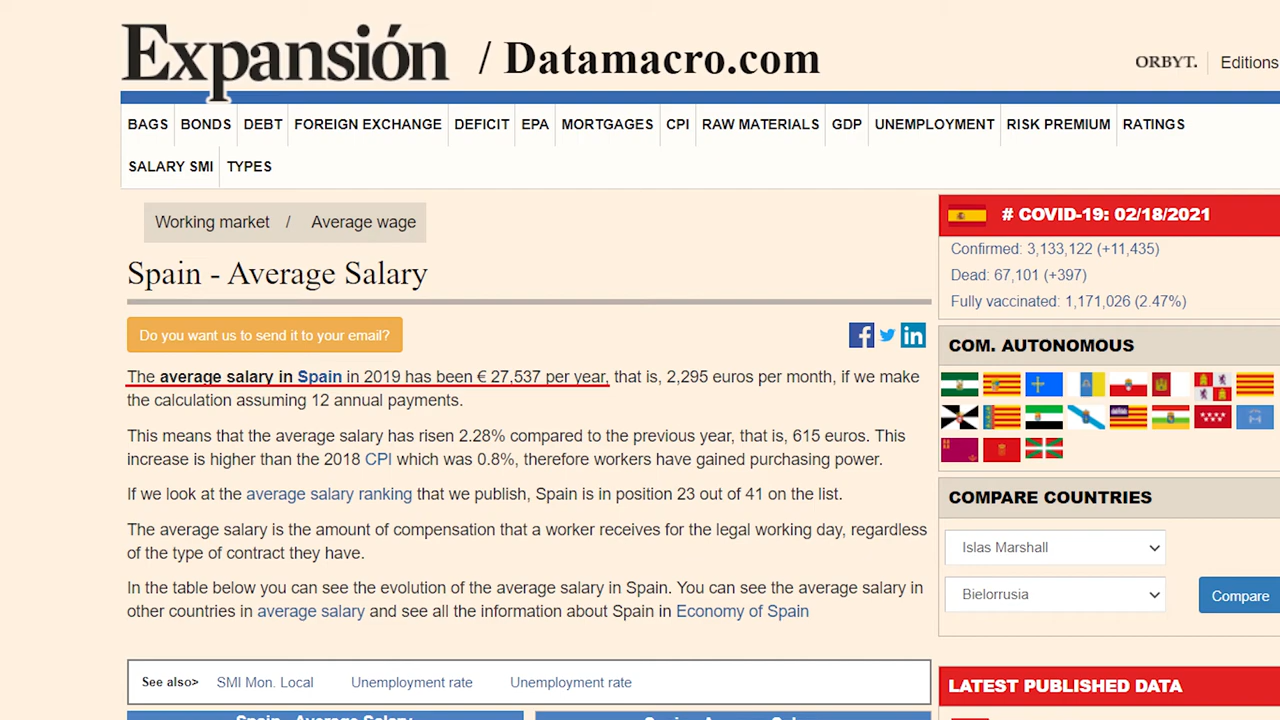 Expansión / Datamacro.com
ORBYT. Editions
BAGS BONDS DEBT FOREIGN EXCHANGE DEFICIT EPA MORTGAGES CPI RAW MATERIALS GDP UNEMPLOYMENT RISK PREMIUM RATINGS
SALARY SMI TYPES
Working market / Average wage
Spain - Average Salary
Do you want us to send it to your email?
The average salary in Spain in 2019 has been € 27,537 per year, that is, 2,295 euros per month, if we make
the calculation assuming 12 annual payments.
This means that the average salary has risen 2.28% compared to the previous year, that is, 615 euros. This
increase is higher than the 2019 CPI which was 0.8%, therefore workers have gained purchasing power.
If we look at the average salary ranking that we publish, Spain is in position 23 out of 41 on the list.
The average salary is the amount of compensation that a worker receives for the legal working day, regardless
of the type of contract they have.
In the table below you can see the evolution of the average salary in Spain. You can see the average salary in
other countries in average salary and see all the information about Spain in Economy of Spain
See also> SMI Mon. Local Unemployment rate Unemployment rate
Spain - Average Salary
# COVID-19: 02/18/2021
Confirmed: 3,133,122 (+11,435)
Dead: 67,101 (+397)
Fully vaccinated: 1,171,026 (2.47%)
COM. AUTONOMOUS
COMPARE COUNTRIES
Islas Marshall
Bielorrusia
Compare
LATEST PUBLISHED DATA